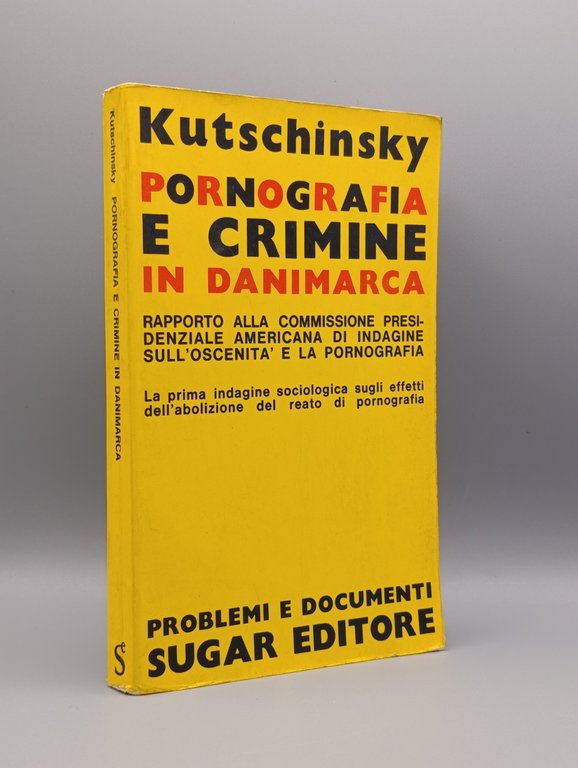 Kutschinsky
PORNOGRAFIA
E CRIMINE
IN DANIMARCA
RAPPORTO ALLA COMMISSIONE PRESI-
DENZIALE AMERICANA DI INDAGINE
SULL'OSCENITA' E LA PORNOGRAFIA
La prima indagine sociologica sugli effetti
dell'abolizione del reato di pornografia
PROBLEMI E DOCUMENTI
SUGAR EDITORE
Kutschinsky PORNOGRAFIA E CRIMINE IN DANIMARCA